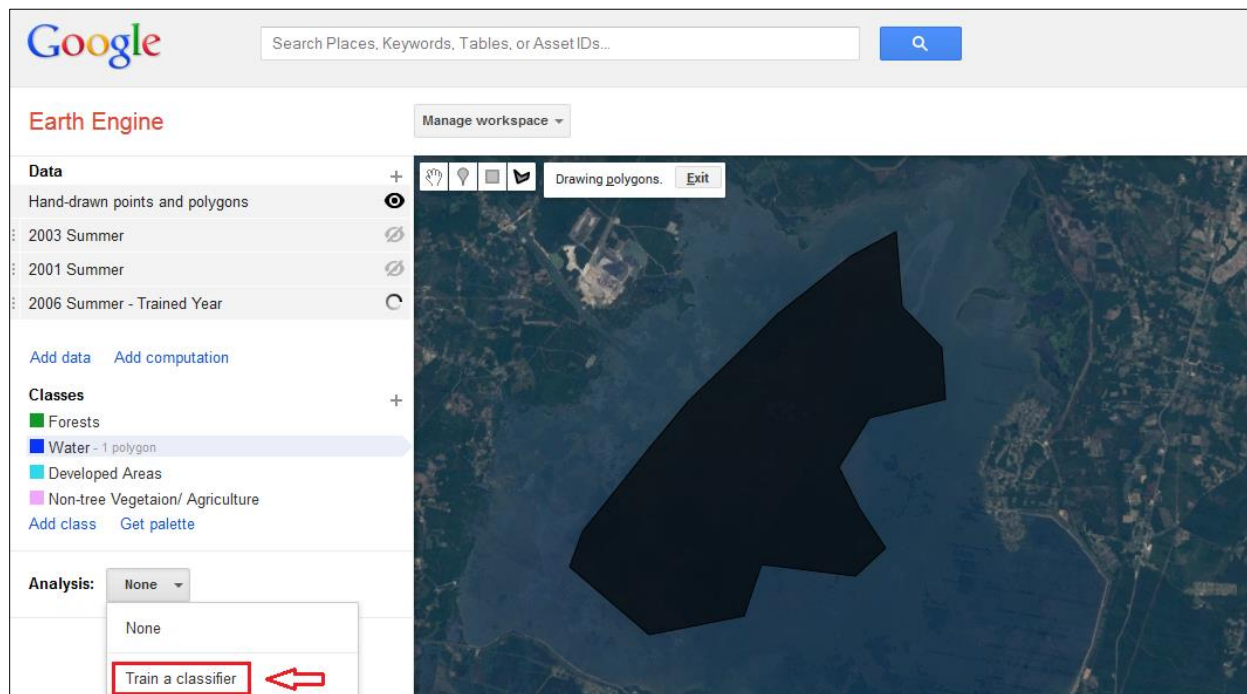 Google
Search Places, Keywords, Tables, or Asset IDs...
Earth Engine
Manage workspace
Data
Hand-drawn points and polygons
2003 Summer
2001 Summer
2006 Summer - Trained Year
Add data Add computation
Classes
Forests
Water - 1 polygon
Developed Areas
Non-tree Vegetaion/ Agriculture
Add class Get palette
Analysis: None
None
Train a classifier
Drawing polygons. Exit